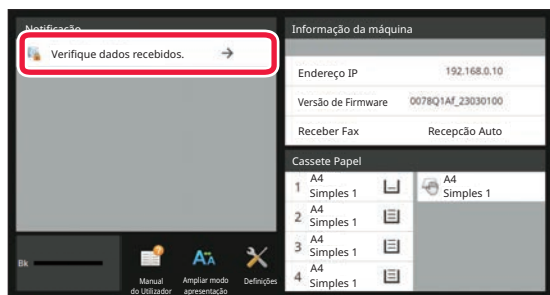 Notificação
Verifique dados recebidos.
Informação da máquina
Endereço IP 192.168.0.10
Versão de Firmware 0078Q1Af_23030100
Receber Fax Recepcão Auto
Cassete Papel
1 A4
Simples 1
A4
Simples 1
2 A4
Simples 1
3 A4
Simples 1
4 A4
Simples 1
Bk
Manual
do Utilizador
Ampliar modo
apresentação
Definições